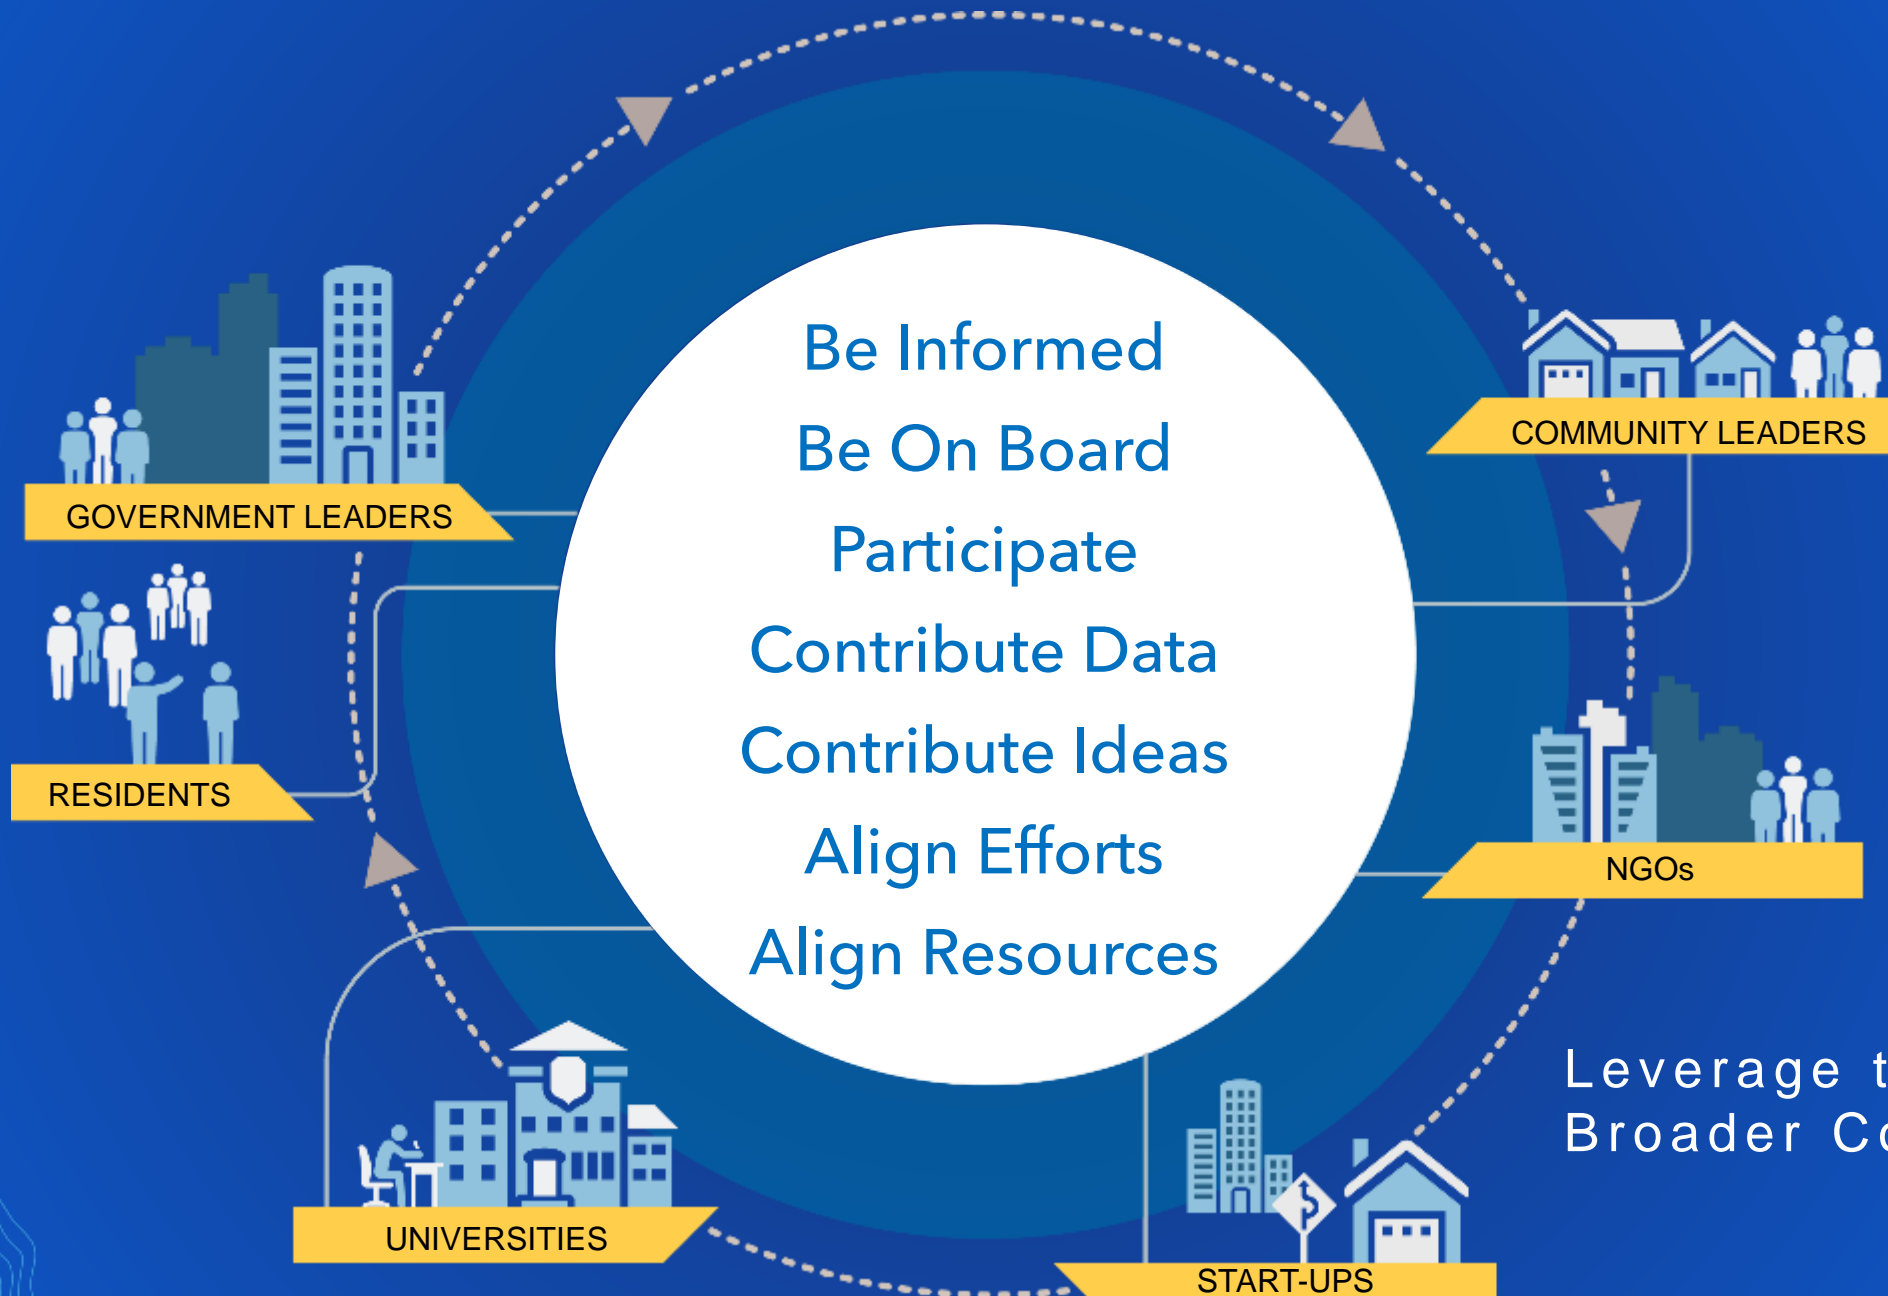 Be Informed
Be On Board
Participate
Contribute Data
Contribute Ideas
Align Efforts
Align Resources
GOVERNMENT LEADERS
COMMUNITY LEADERS
RESIDENTS
NGOs
UNIVERSITIES
START-UPS
Leverage
Broader